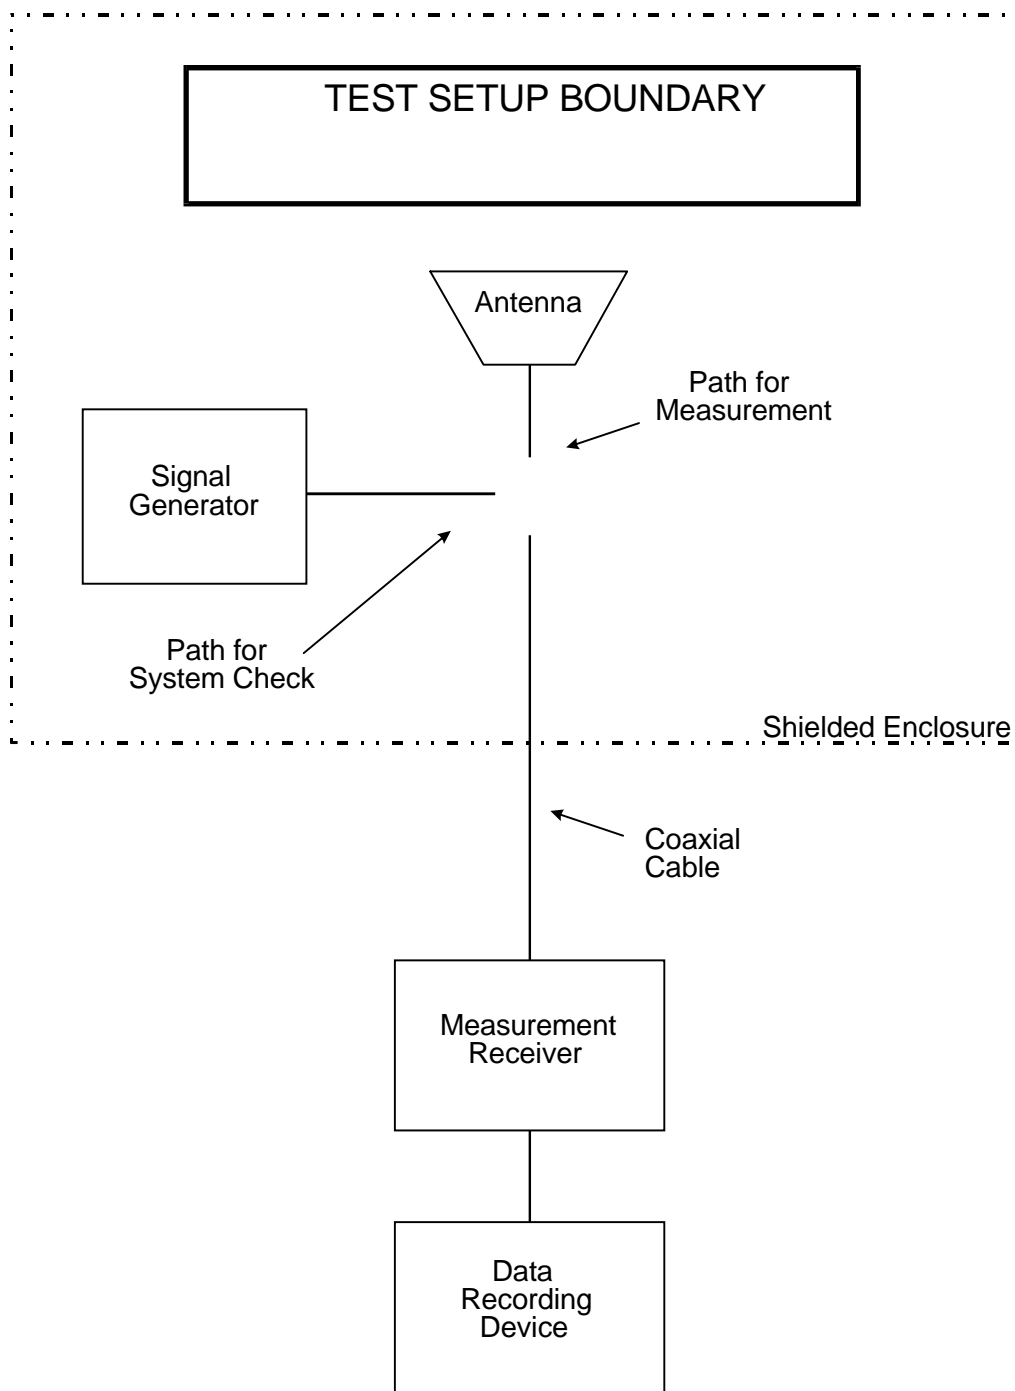 TEST SETUP BOUNDARY
Antenna
Path for
Measurement
Signal
Generator
Path for
System Check
Shielded Enclosure
Coaxial
Cable
Measurement
Receiver
Data
Recording
Device